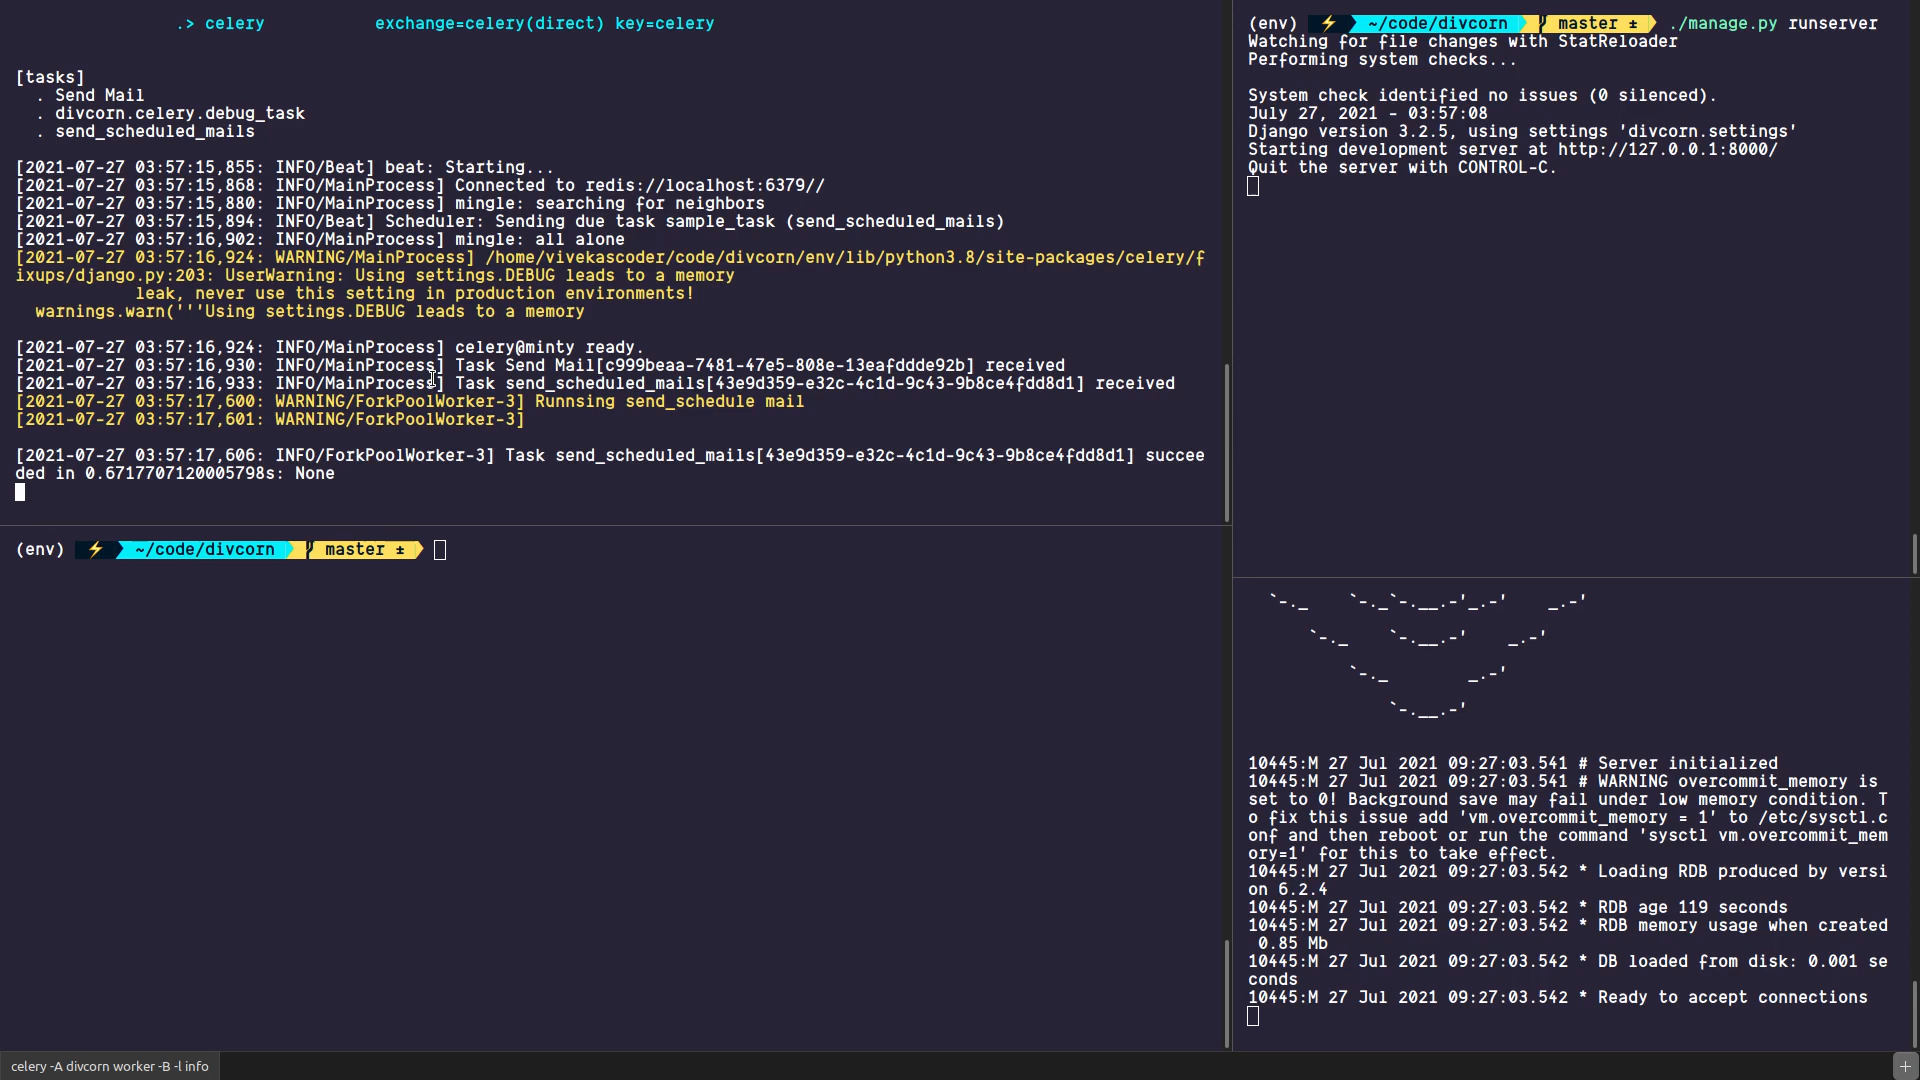 .> celery           exchange=celery(direct) key=celery
[tasks]
. Send Mail
. divcorn.celery.debug_task
. send_scheduled_mails
[2021-07-27 03:57:15,855: INFO/Beat] beat: Starting...
[2021-07-27 03:57:15,868: INFO/MainProcess] Connected to redis://localhost:6379//
[2021-07-27 03:57:15,880: INFO/MainProcess] mingle: searching for neighbors
[2021-07-27 03:57:15,894: INFO/Beat] Scheduler: Sending due task sample_task (send_scheduled_mails)
[2021-07-27 03:57:16,902: INFO/MainProcess] mingle: all alone
[2021-07-27 03:57:16,924: WARNING/MainProcess] /home/vivekascoder/code/divcorn/env/lib/python3.8/site-packages/celery/f
ixups/django.py:203: UserWarning: Using settings.DEBUG leads to a memory
leak, never use this setting in production environments!
warnings.warn('''Using settings.DEBUG leads to a memory
[2021-07-27 03:57:16,924: INFO/MainProcess] celery@minty ready.
[2021-07-27 03:57:16,930: INFO/MainProcess] Task Send Mail[c999beaa-7481-47e5-808e-13eafddde92b] received
[2021-07-27 03:57:16,933: INFO/MainProcess] Task send_scheduled_mails[43e9d359-e32c-4c1d-9c43-9b8ce4fdd8d1] received
[2021-07-27 03:57:17,600: WARNING/ForkPoolWorker-3] Runnsing send_schedule mail
[2021-07-27 03:57:17,601: WARNING/ForkPoolWorker-3]
[2021-07-27 03:57:17,606: INFO/ForkPoolWorker-3] Task send_scheduled_mails[43e9d359-e32c-4c1d-9c43-9b8ce4fdd8d1] succee
ded in 0.6717707120005798s: None
(env) ⚡ ~/code/divcorn master ±
(env) ⚡ ~/code/divcorn master ± ./manage.py runserver
Watching for file changes with StatReloader
Performing system checks...
System check identified no issues (0 silenced).
July 27, 2021 - 03:57:08
Django version 3.2.5, using settings 'divcorn.settings'
Starting development server at http://127.0.0.1:8000/
Quit the server with CONTROL-C.
`-._    `-._`-.__.-'_.-'    _.-'
`-._    `-.__.-'    _.-'
`-._        _.-'
`-.__.-'
10445:M 27 Jul 2021 09:27:03.541 # Server initialized
10445:M 27 Jul 2021 09:27:03.541 # WARNING overcommit_memory is
set to 0! Background save may fail under low memory condition. T
o fix this issue add 'vm.overcommit_memory = 1' to /etc/sysctl.c
onf and then reboot or run the command 'sysctl vm.overcommit_mem
ory=1' for this to take effect.
10445:M 27 Jul 2021 09:27:03.542 * Loading RDB produced by versi
on 6.2.4
10445:M 27 Jul 2021 09:27:03.542 * RDB age 119 seconds
10445:M 27 Jul 2021 09:27:03.542 * RDB memory usage when created
0.85 Mb
10445:M 27 Jul 2021 09:27:03.542 * DB loaded from disk: 0.001 se
conds
10445:M 27 Jul 2021 09:27:03.542 * Ready to accept connections
celery -A divcorn worker -B -l info